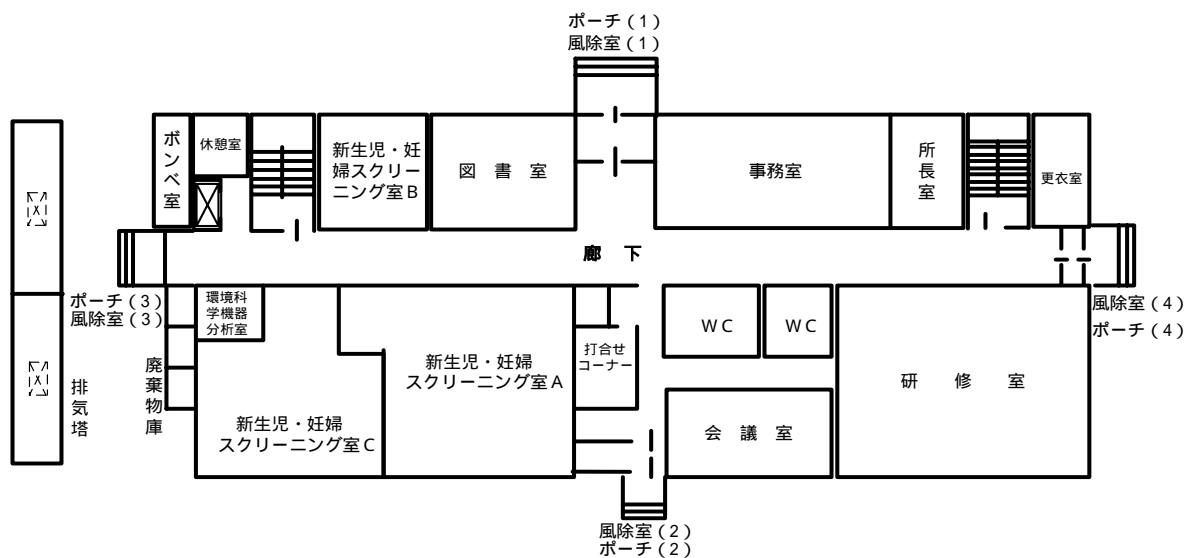 ポーチ(1)
風除室(1)
ボンベ室
休憩室
新生児・妊
婦スクリー
ニング室B
図 書 室
事務室
所長室
更衣室
廊 下
ポーチ(3)
風除室(3)
環境科
学機器
分析室
新生児・妊婦
スクリーニング室A
打合せ
コーナー
WC
WC
風除室(4)
ポーチ(4)
排気塔
廃棄物庫
新生児・妊婦
スクリーニング室C
会 議 室
研 修 室
風除室(2)
ポーチ(2)